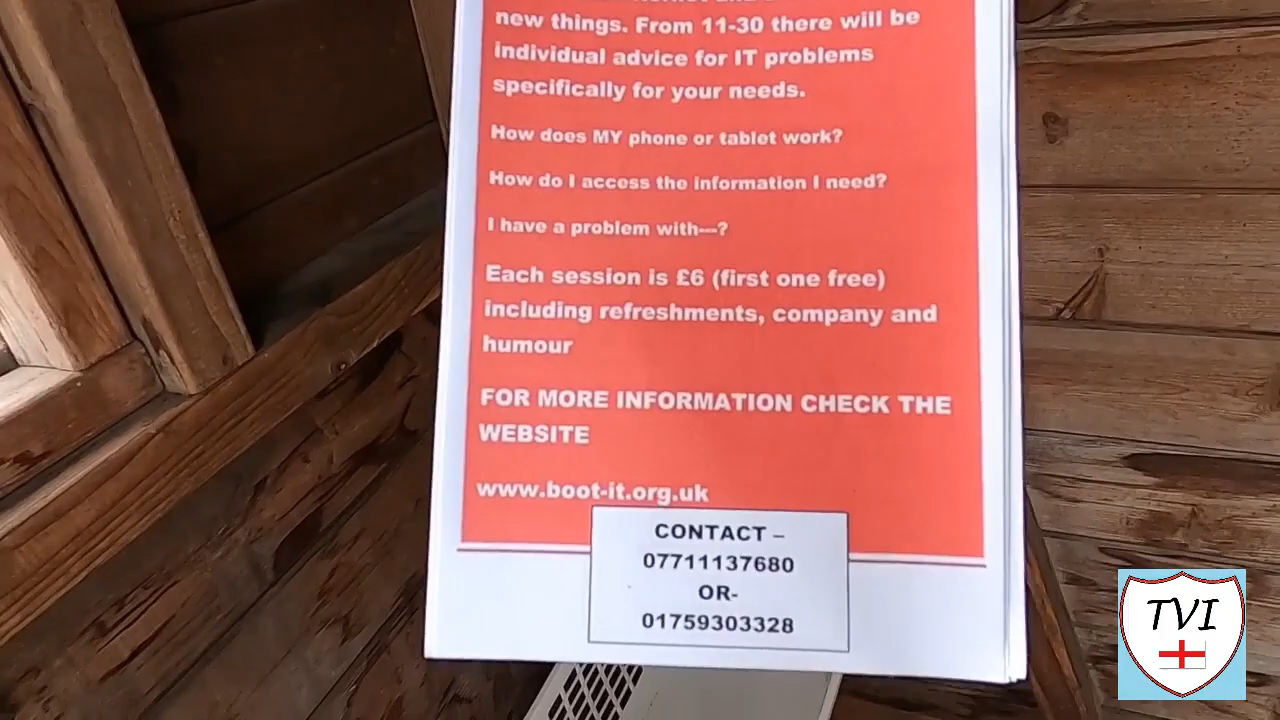 new things. From 11-30 there will be
individual advice for IT problems
specifically for your needs.
How does MY phone or tablet work?
How do I access the information I need?
I have a problem with---?
Each session is £6 (first one free)
including refreshments, company and
humour
FOR MORE INFORMATION CHECK THE
WEBSITE
www.boot-it.org.uk
CONTACT –
07711137680
OR-
01759303328
TVI